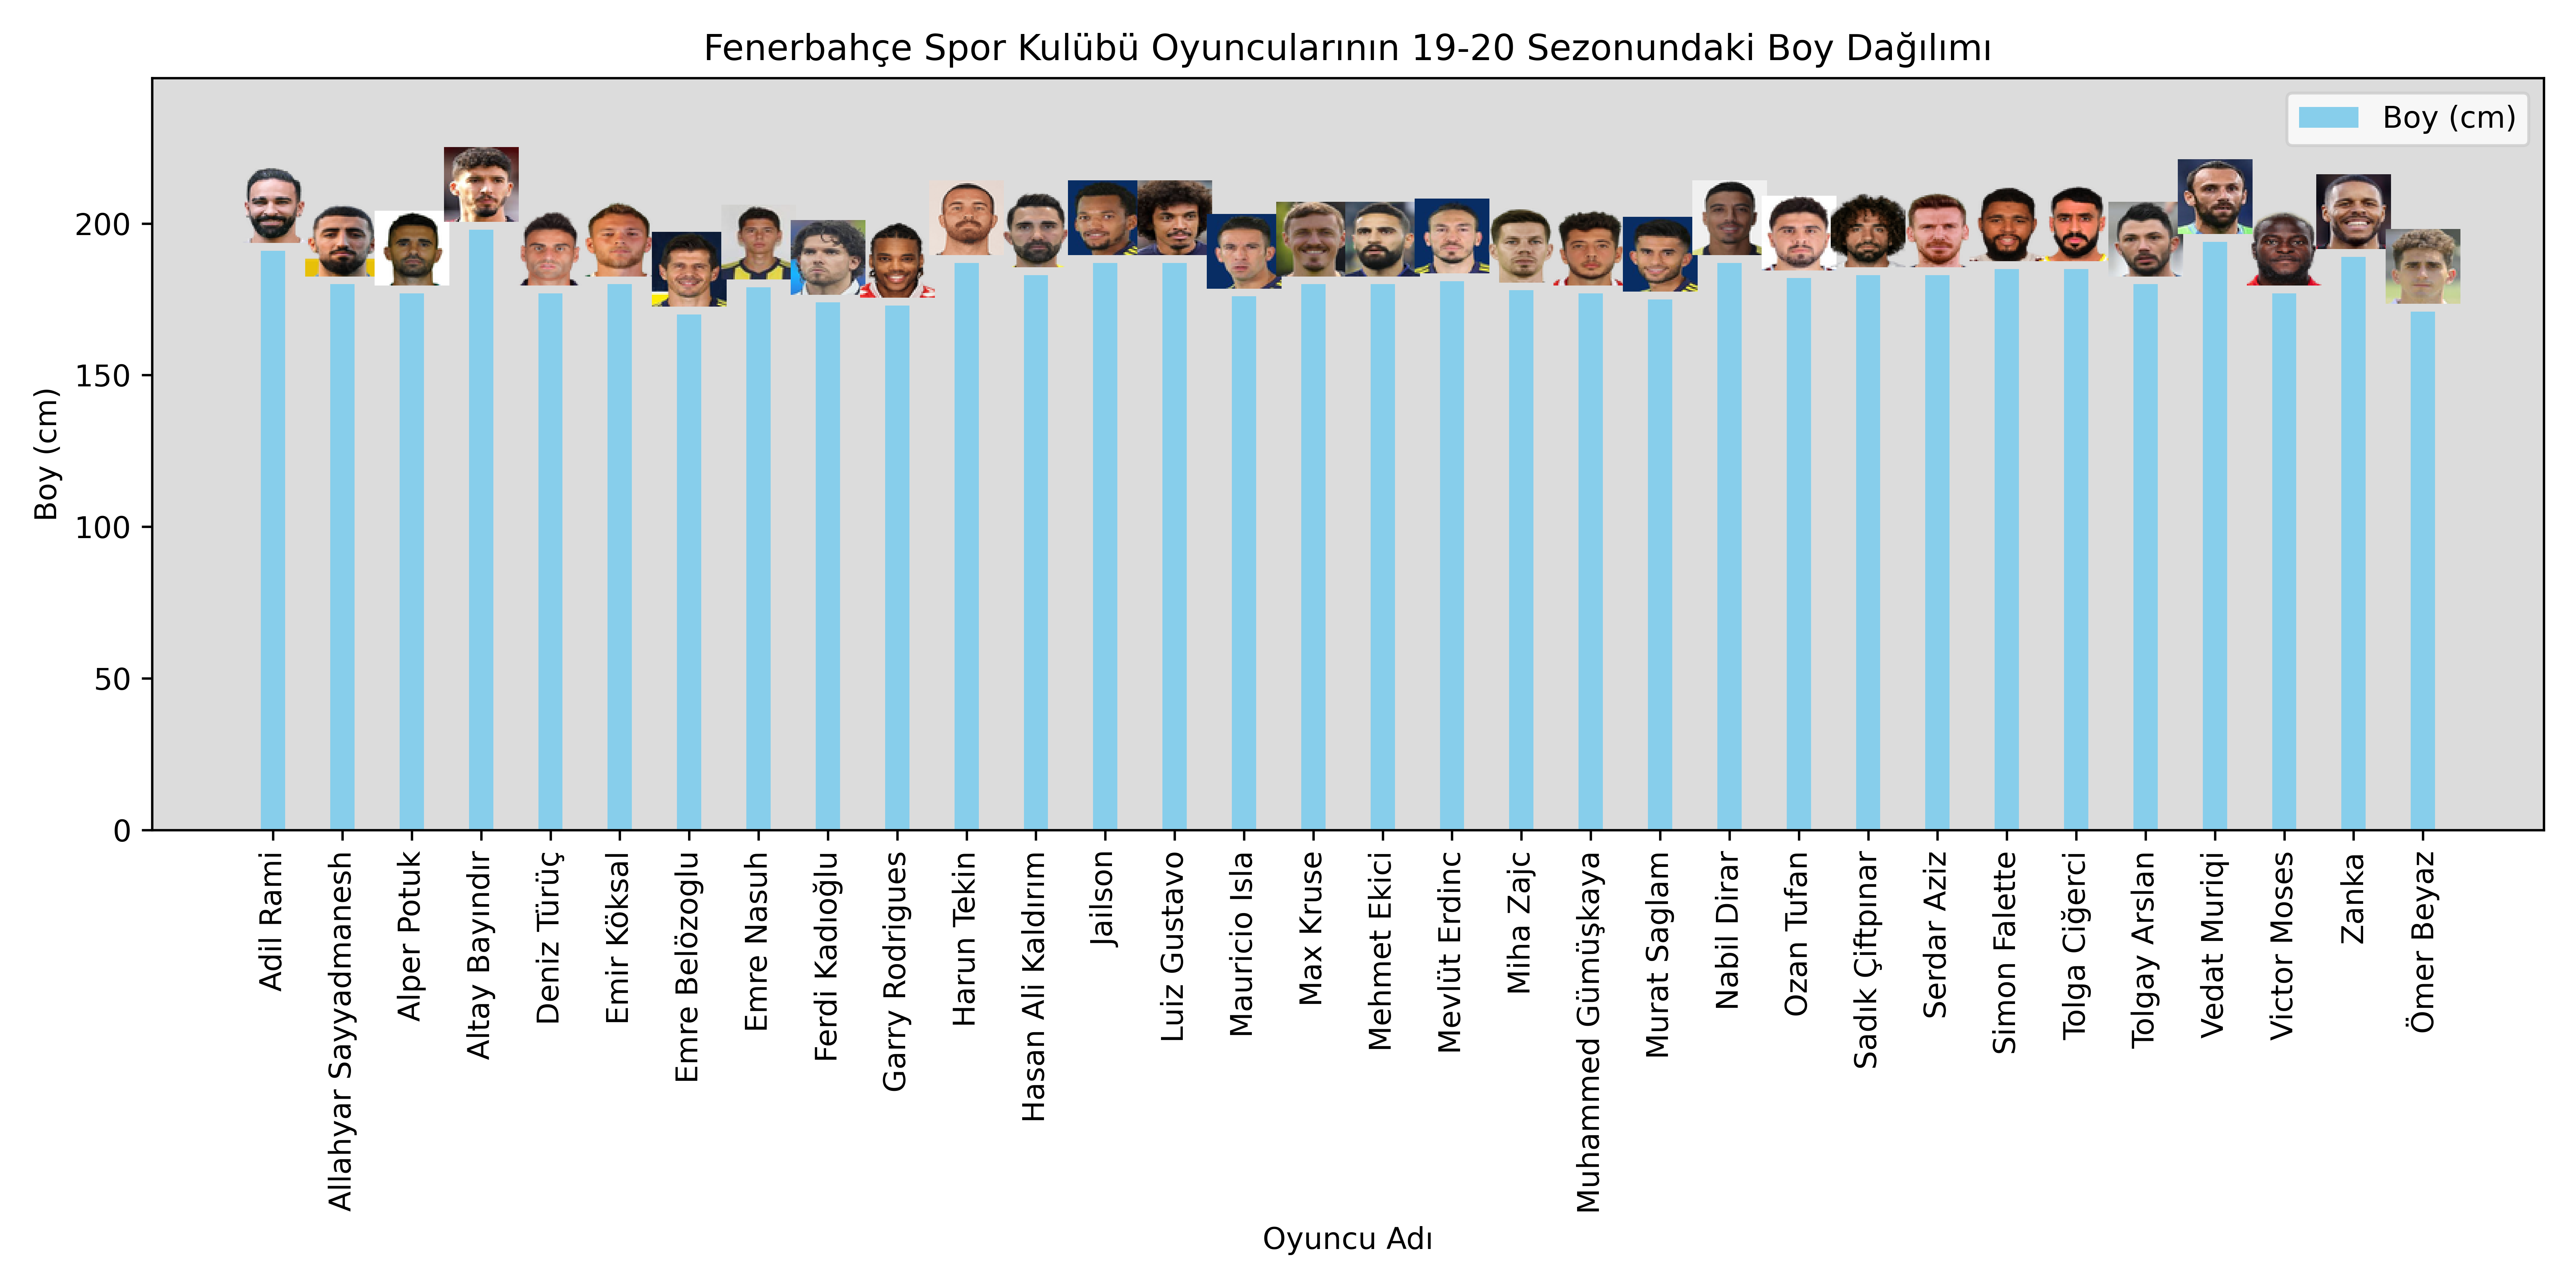 Fenerbahçe Spor Kulübü Oyuncularının 19-20 Sezonundaki Boy Dağılımı
Boy (cm)
Boy (cm)
200
150
100
50
0
Adil Rami
Allahyar Sayyadmanesh
Alper Potuk
Altay Bayındır
Deniz Türüç
Emir Köksal
Emre Belözoglu
Emre Nasuh
Ferdi Kadıoğlu
Garry Rodrigues
Harun Tekin
Hasan Ali Kaldırım
Jailson
Luiz Gustavo
Mauricio Isla
Max Kruse
Mehmet Ekici
Mevlüt Erdinc
Miha Zajc
Muhammed Gümüşkaya
Murat Saglam
Nabil Dirar
Ozan Tufan
Sadık Çiftpınar
Serdar Aziz
Simon Falette
Tolga Ciğerci
Tolgay Arslan
Vedat Muriqi
Victor Moses
Zanka
Ömer Beyaz
Oyuncu Adı